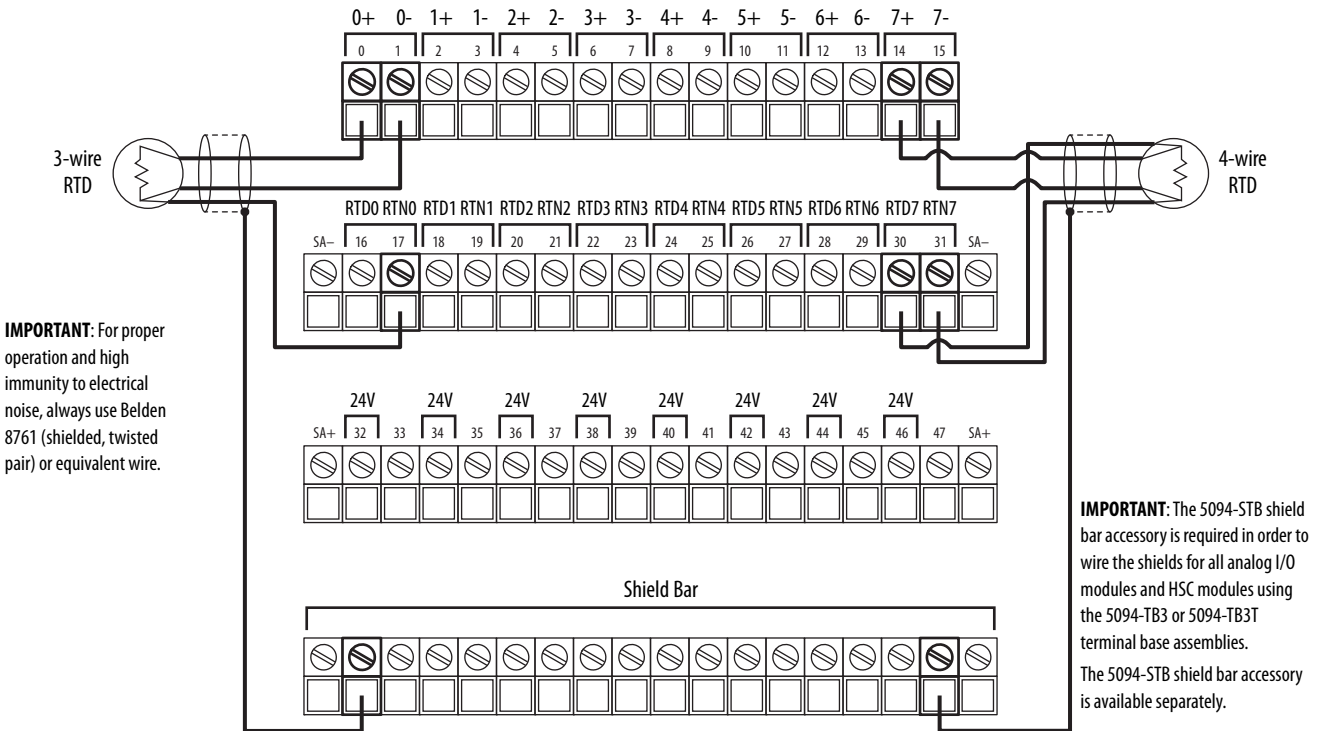 0+ 0- 1+ 1- 2+ 2- 3+ 3- 4+ 4- 5+ 5- 6+ 6- 7+ 7-
0 1 2 3 4 5 6 7 8 9 10 11 12 13 14 15
3-wire
RTD
4-wire
RTD
RTD0 RTN0 RTD1 RTN1 RTD2 RTN2 RTD3 RTN3 RTD4 RTN4 RTD5 RTN5 RTD6 RTN6 RTD7 RTN7
SA– 16 17 18 19 20 21 22 23 24 25 26 27 28 29 30 31 SA–
IMPORTANT: For proper
operation and high
immunity to electrical
noise, always use Belden
8761 (shielded, twisted
pair) or equivalent wire.
24V 24V 24V 24V 24V 24V 24V 24V
SA+ 32 33 34 35 36 37 38 39 40 41 42 43 44 45 46 47 SA+
IMPORTANT: The 5094-STB shield
bar accessory is required in order to
wire the shields for all analog I/O
modules and HSC modules using
the 5094-TB3 or 5094-TB3T
terminal base assemblies.
The 5094-STB shield bar accessory
is available separately.
Shield Bar